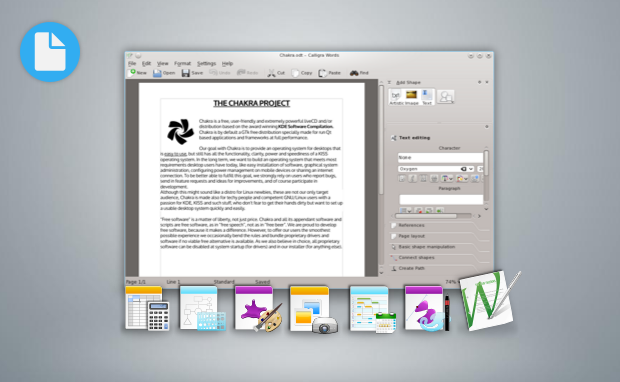 Chakra.odt - Calligra Words
File Edit View Format Settings Help
New Open Save Undo Redo Cut Copy Paste Find
THE CHAKRA PROJECT
Chakra is a free, user-friendly and extremely powerful liveCD and/or
distribution based on the award winning KDE Software Compilation.
Chakra is by default a GTK free distribution specially made for run Qt
based applications and frameworks at full performance.
Our goal with Chakra is to provide an operating system for desktops that
is easy to use, but still has all the functionality, clarity, power and speedness of a KISS
operating system. In the long term, we want to build an operating system that meets most
requirements desktop users have today, like easy installation of software, graphical system
administration, configuring power management on mobile devices or sharing an internet
connection. To be better able to fulfill this goal, we strongly rely on users who report bugs,
send in feature requests and ideas for improvements, and of course participate in
development.
Although this might sound like a distro for Linux newbies, these are not our only target
audience, Chakra is made also for techy people and competent GNU/Linux users with a
passion for KDE, KISS and such stuff, who don't fear to get their hands dirty but want to set up
a usable desktop system quickly and easily.
"Free software" is a matter of liberty, not just price. Chakra and all its appendant software and
scripts are free software, as in "free speech", not as in "free beer". We are proud to develop
free software, because it makes a difference. However, to offer our users the smoothest
possible experience we occasionally bend the rules and bundle proprietary drivers and
software if no viable free alternative is available. As we also believe in choice, all proprietary
software can be disabled at system startup (for drivers) and in our installer (for anything else).
Add Shape
Artistic Image Text
Text editing
Character
None
Oxygen
Paragraph
References
Page layout
Basic shape manipulation
Connect shapes
Create Path
Page 1/1 Line 1 Standard Saved 74%
W